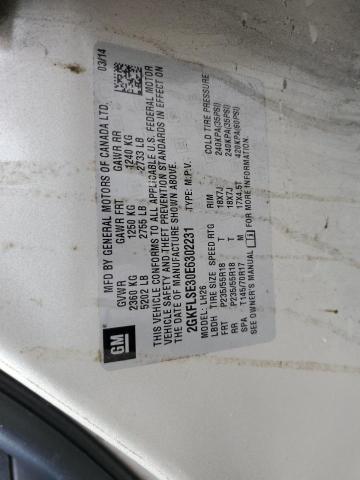 MFD BY GENERAL MOTORS OF CANADA LTD. 03/14
GVWR GAWR FRT GAWR RR
2360 KG 1250 KG 1240 KG
5202 LB 2755 LB 2733 LB
THIS VEHICLE CONFORMS TO ALL APPLICABLE U.S. FEDERAL MOTOR
VEHICLE SAFETY AND THEFT PREVENTION STANDARDS IN EFFECT ON
THE DATE OF MANUFACTURE SHOWN ABOVE.
2GKFLSE30E6302231 TYPE: M.P.V.
GM
MODEL: LH26
LBDH TIRE SIZE SPEED RTG RIM COLD TIRE PRESSURE
FRT P235/55R18 T 18X7J 240KPA(35PSI)
RR P235/55R18 T 18X7J 240KPA(35PSI)
SPA T145/70R17 M 17X4.5T 420KPA(60PSI)
SEE OWNER'S MANUAL FOR MORE INFORMATION.